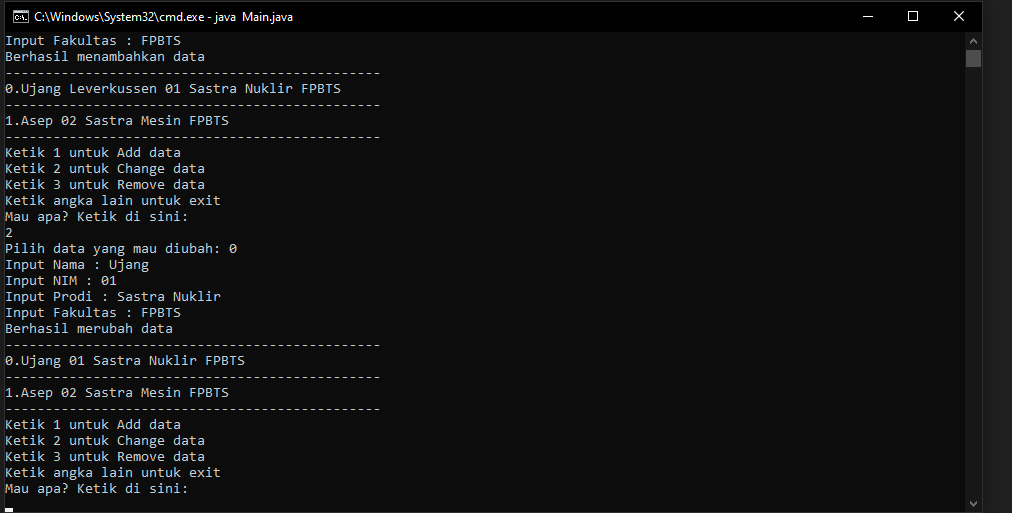 C:\Windows\System32\cmd.exe - java  Main.java
Input Fakultas : FPBTS
Berhasil menambahkan data
-----------------------------------------------
0.Ujang Leverkussen 01 Sastra Nuklir FPBTS
-----------------------------------------------
1.Asep 02 Sastra Mesin FPBTS
-----------------------------------------------
Ketik 1 untuk Add data
Ketik 2 untuk Change data
Ketik 3 untuk Remove data
Ketik angka lain untuk exit
Mau apa? Ketik di sini:
2
Pilih data yang mau diubah: 0
Input Nama : Ujang
Input NIM : 01
Input Prodi : Sastra Nuklir
Input Fakultas : FPBTS
Berhasil merubah data
-----------------------------------------------
0.Ujang 01 Sastra Nuklir FPBTS
-----------------------------------------------
1.Asep 02 Sastra Mesin FPBTS
-----------------------------------------------
Ketik 1 untuk Add data
Ketik 2 untuk Change data
Ketik 3 untuk Remove data
Ketik angka lain untuk exit
Mau apa? Ketik di sini: